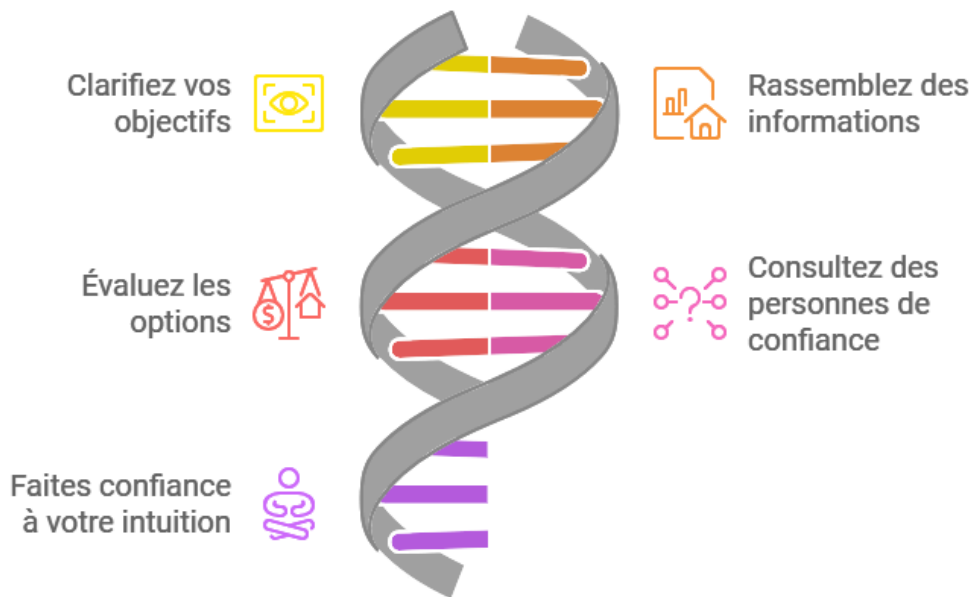 Clarifiez vos
objectifs
Rassemblez des
informations
Évaluez les
options
Consultez des
personnes de
confiance
Faites confiance
à votre intuition